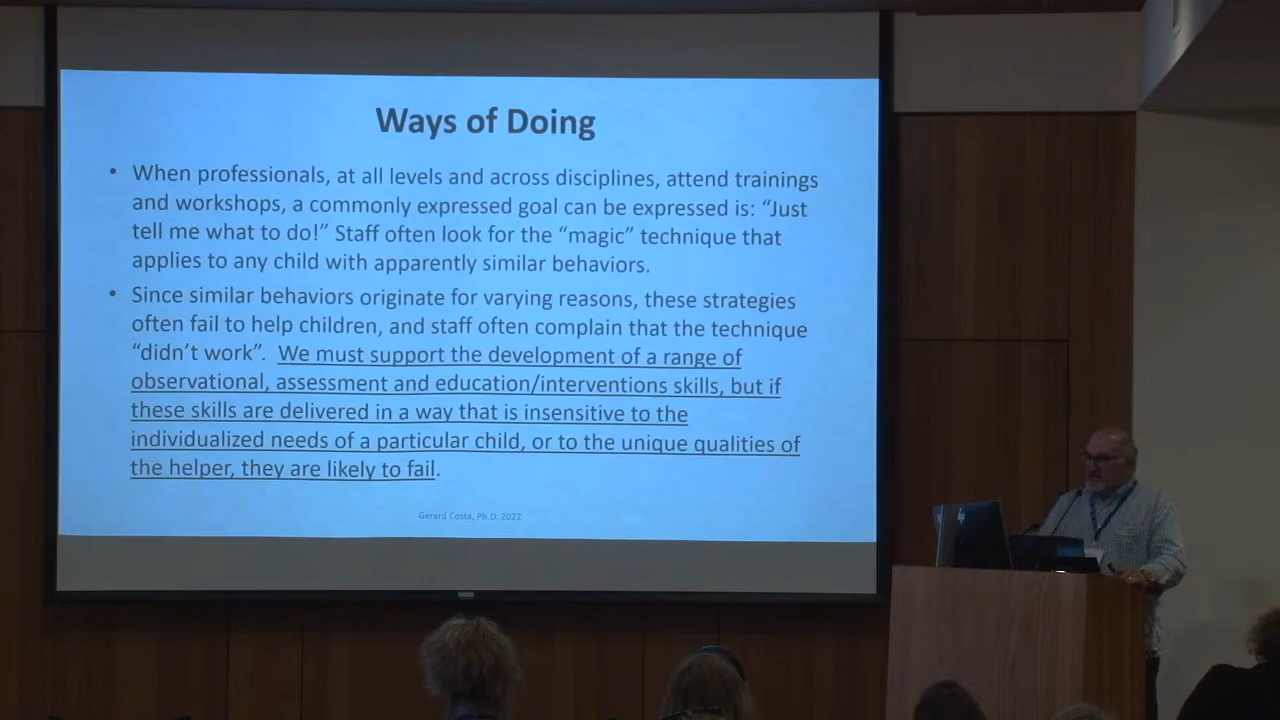 Ways of Doing
• When professionals, at all levels and across disciplines, attend trainings
and workshops, a commonly expressed goal can be expressed is: “Just
tell me what to do!” Staff often look for the “magic” technique that
applies to any child with apparently similar behaviors.
• Since similar behaviors originate for varying reasons, these strategies
often fail to help children, and staff often complain that the technique
“didn’t work”. We must support the development of a range of
observational, assessment and education/interventions skills, but if
these skills are delivered in a way that is insensitive to the
individualized needs of a particular child, or to the unique qualities of
the helper, they are likely to fail.
Gerard Costa, Ph.D. 2022
hp